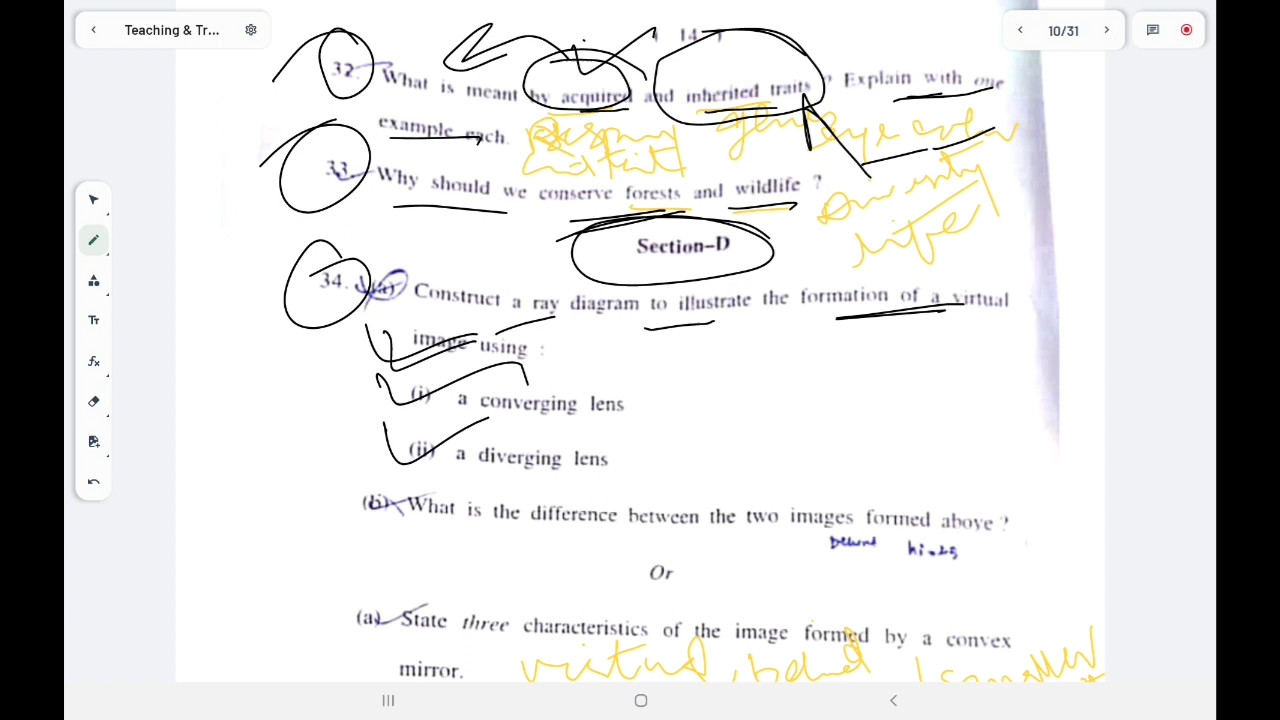 Teaching & Tr...
10/31
( 14 )
32. What is meant by acquired and inherited traits ? Explain with one
example each.
33. Why should we conserve forests and wildlife ?
Section–D
34. (a) Construct a ray diagram to illustrate the formation of a virtual
image using :
(i) a converging lens
(ii) a diverging lens
(b) What is the difference between the two images formed above ?
Or
(a) State three characteristics of the image formed by a convex
mirror.
virtual, behind